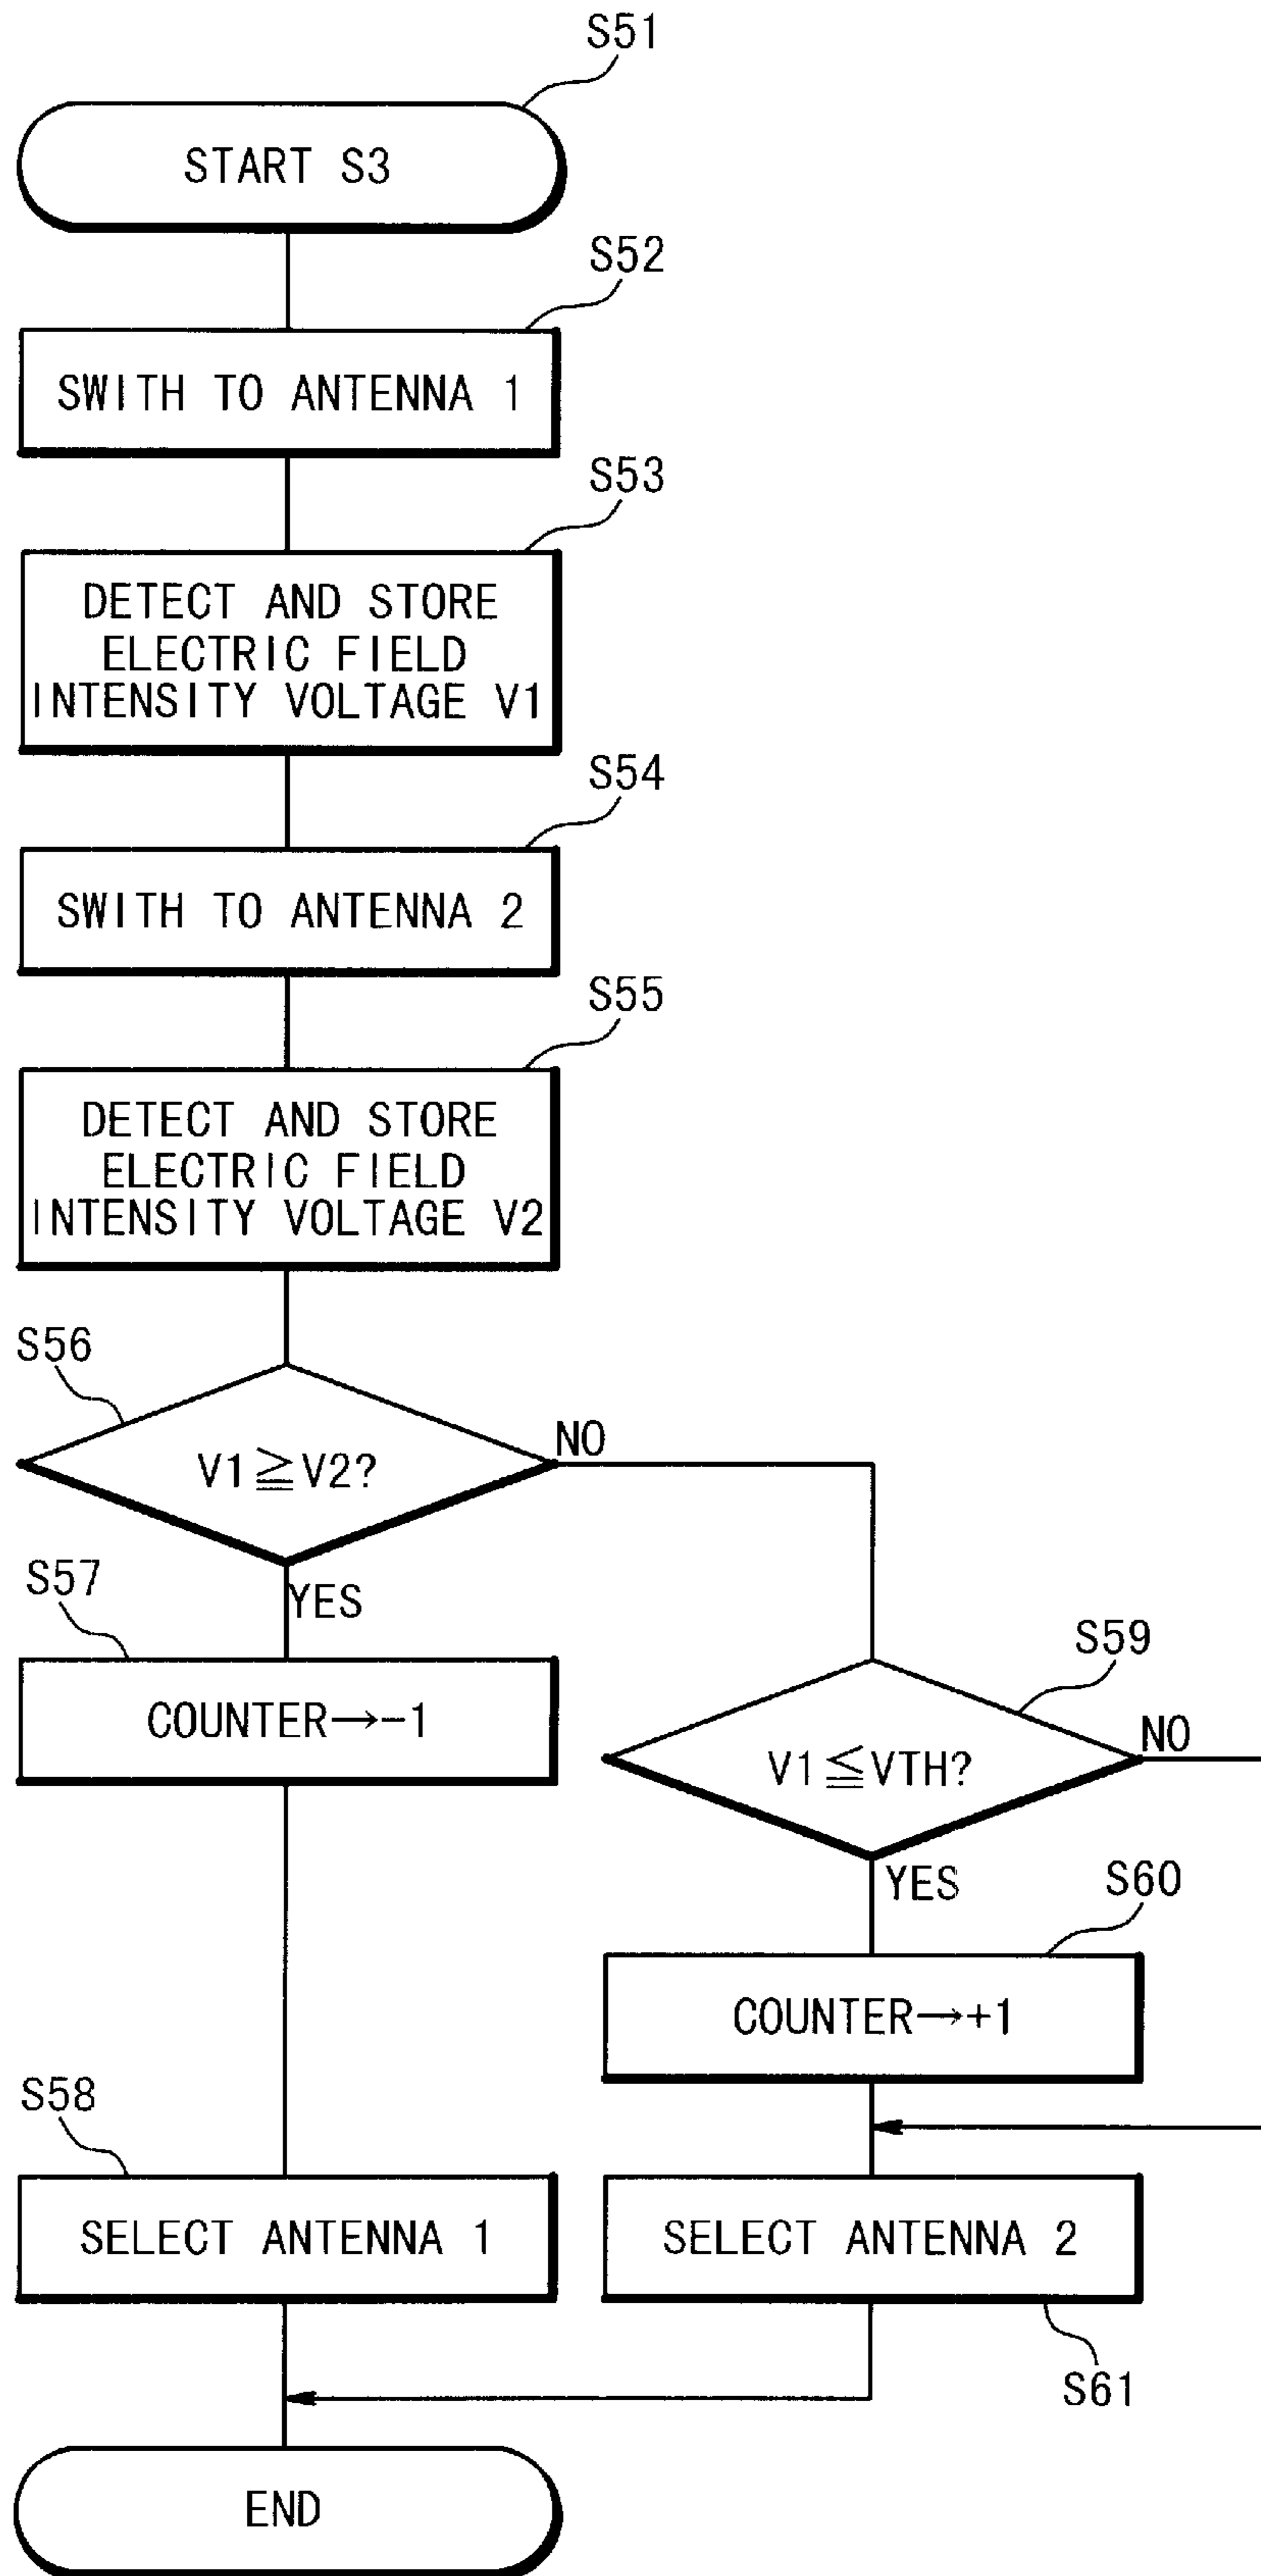 S51
START S3
S52
SWITH TO ANTENNA 1
S53
DETECT AND STORE
ELECTRIC FIELD
INTENSITY VOLTAGE V1
S54
SWITH TO ANTENNA 2
S55
DETECT AND STORE
ELECTRIC FIELD
INTENSITY VOLTAGE V2
S56
V1≧V2?
NO
YES
S57
COUNTER→-1
S59
V1≦VTH?
NO
YES
S60
COUNTER→+1
S58
SELECT ANTENNA 1
SELECT ANTENNA 2
S61
END